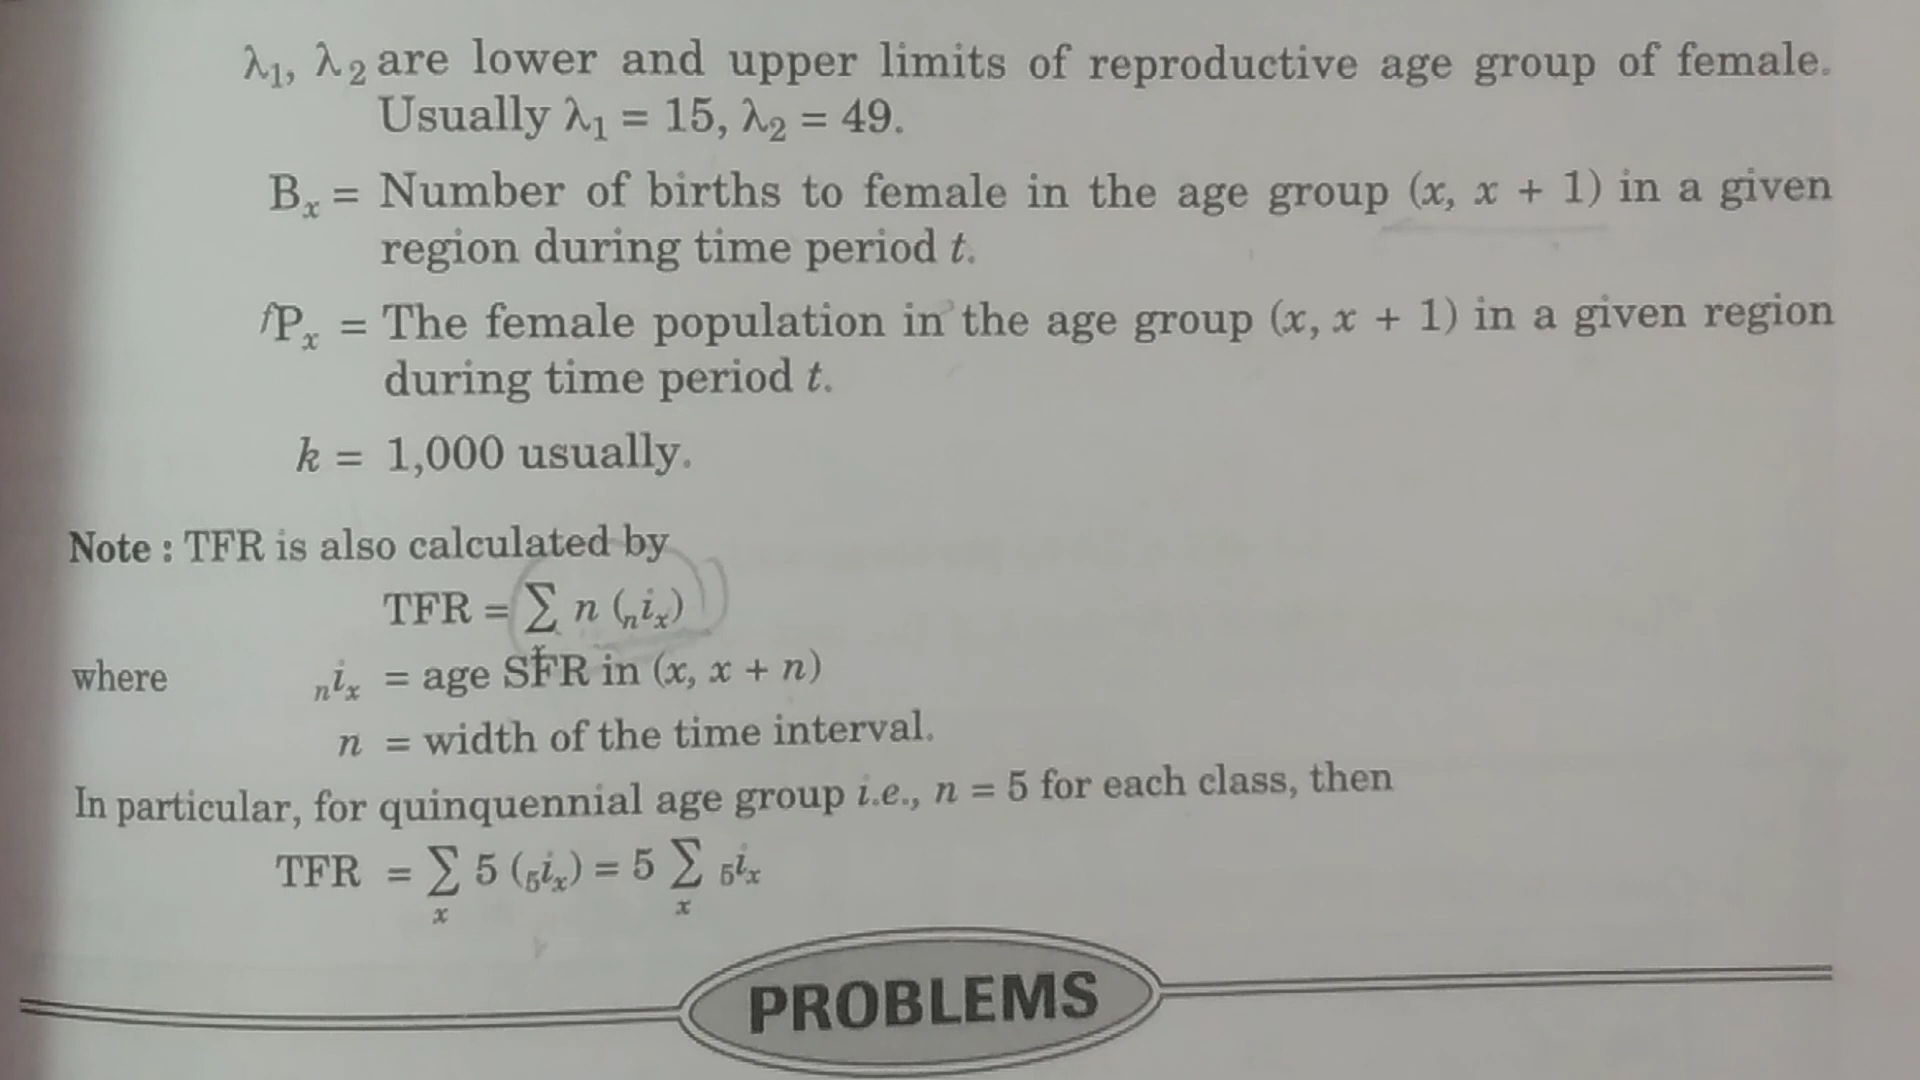 λ₁, λ₂ are lower and upper limits of reproductive age group of female.
Usually λ₁ = 15, λ₂ = 49.
Bₓ = Number of births to female in the age group (x, x + 1) in a given
region during time period t.
ᶠPₓ = The female population in the age group (x, x + 1) in a given region
during time period t.
k = 1,000 usually.
Note : TFR is also calculated by
TFR = ∑ n (ₙiₓ)
x
where ₙiₓ = age SFR in (x, x + n)
n = width of the time interval.
In particular, for quinquennial age group i.e., n = 5 for each class, then
TFR = ∑ 5 (₅iₓ) = 5 ∑ ₅iₓ
x x
PROBLEMS